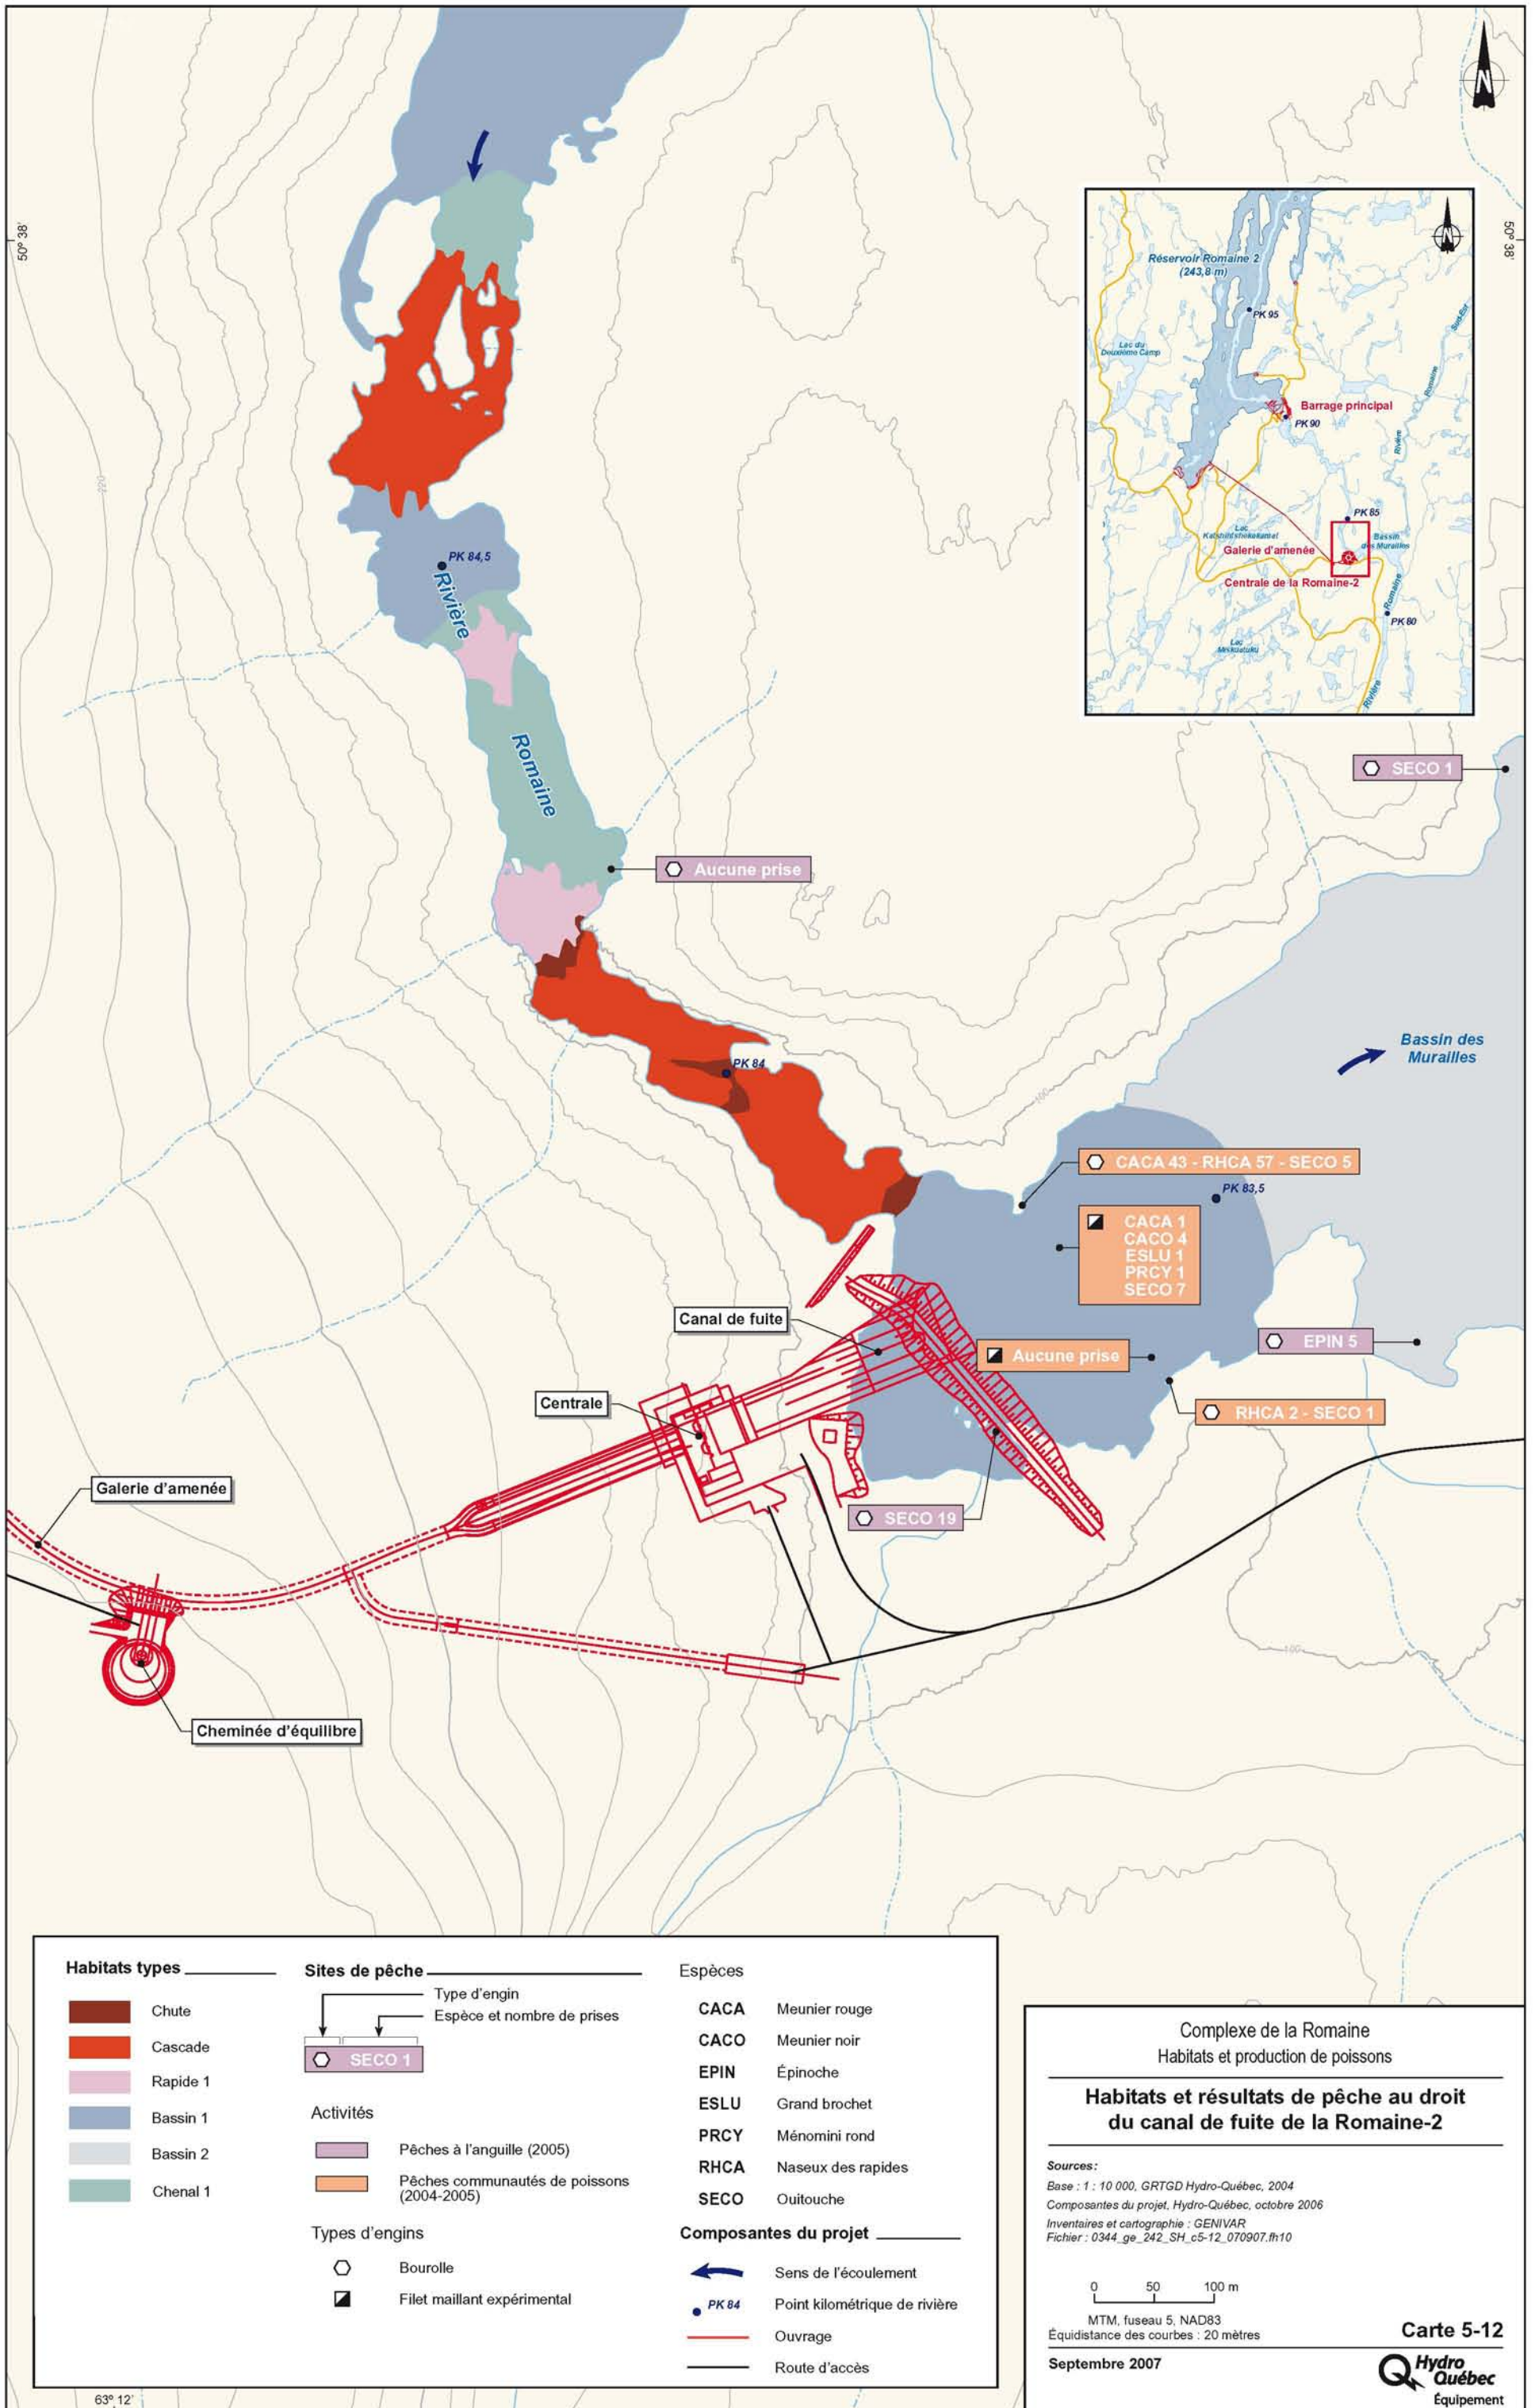 N
50° 38'
50° 38'
N
Réservoir Romaine 2
(243,8 m)
PK 95
Lac du
Deuxième Camp
Sud-Est
Romaine
Rivière
Barrage principal
PK 90
PK 85
Bassin
des Murailles
Galerie d'amenée
Centrale de la Romaine-2
Romaine
PK 80
Rivière
220
PK 84,5
Rivière
Romaine
SECO 1
Aucune prise
Bassin des
Murailles
PK 84
100
CACA 43 - RHCA 57 - SECO 5
PK 83,5
CACA 1
CACO 4
ESLU 1
PRCY 1
SECO 7
Canal de fuite
EPIN 5
Aucune prise
Centrale
RHCA 2 - SECO 1
Galerie d'amenée
SECO 19
100
Cheminée d'équilibre
Habitats types
Chute
Cascade
Rapide 1
Bassin 1
Bassin 2
Chenal 1
Sites de pêche
Type d'engin
Espèce et nombre de prises
SECO 1
Activités
Pêches à l'anguille (2005)
Pêches communautés de poissons
(2004-2005)
Types d'engins
Bourolle
Filet maillant expérimental
Espèces
CACA Meunier rouge
CACO Meunier noir
EPIN Épinoche
ESLU Grand brochet
PRCY Ménomini rond
RHCA Naseux des rapides
SECO Ouitouche
Composantes du projet
Sens de l'écoulement
PK 84 Point kilométrique de rivière
Ouvrage
Route d'accès
Complexe de la Romaine
Habitats et production de poissons
Habitats et résultats de pêche au droit
du canal de fuite de la Romaine-2
Sources:
Base : 1 : 10 000, GRTGD Hydro-Québec, 2004
Composantes du projet, Hydro-Québec, octobre 2006
Inventaires et cartographie : GENIVAR
Fichier : 0344_ge_242_SH_c5-12_070907.fh10
0 50 100 m
MTM, fuseau 5, NAD83
Équidistance des courbes : 20 mètres
Carte 5-12
Septembre 2007
Hydro
Québec
Équipement
63° 12'